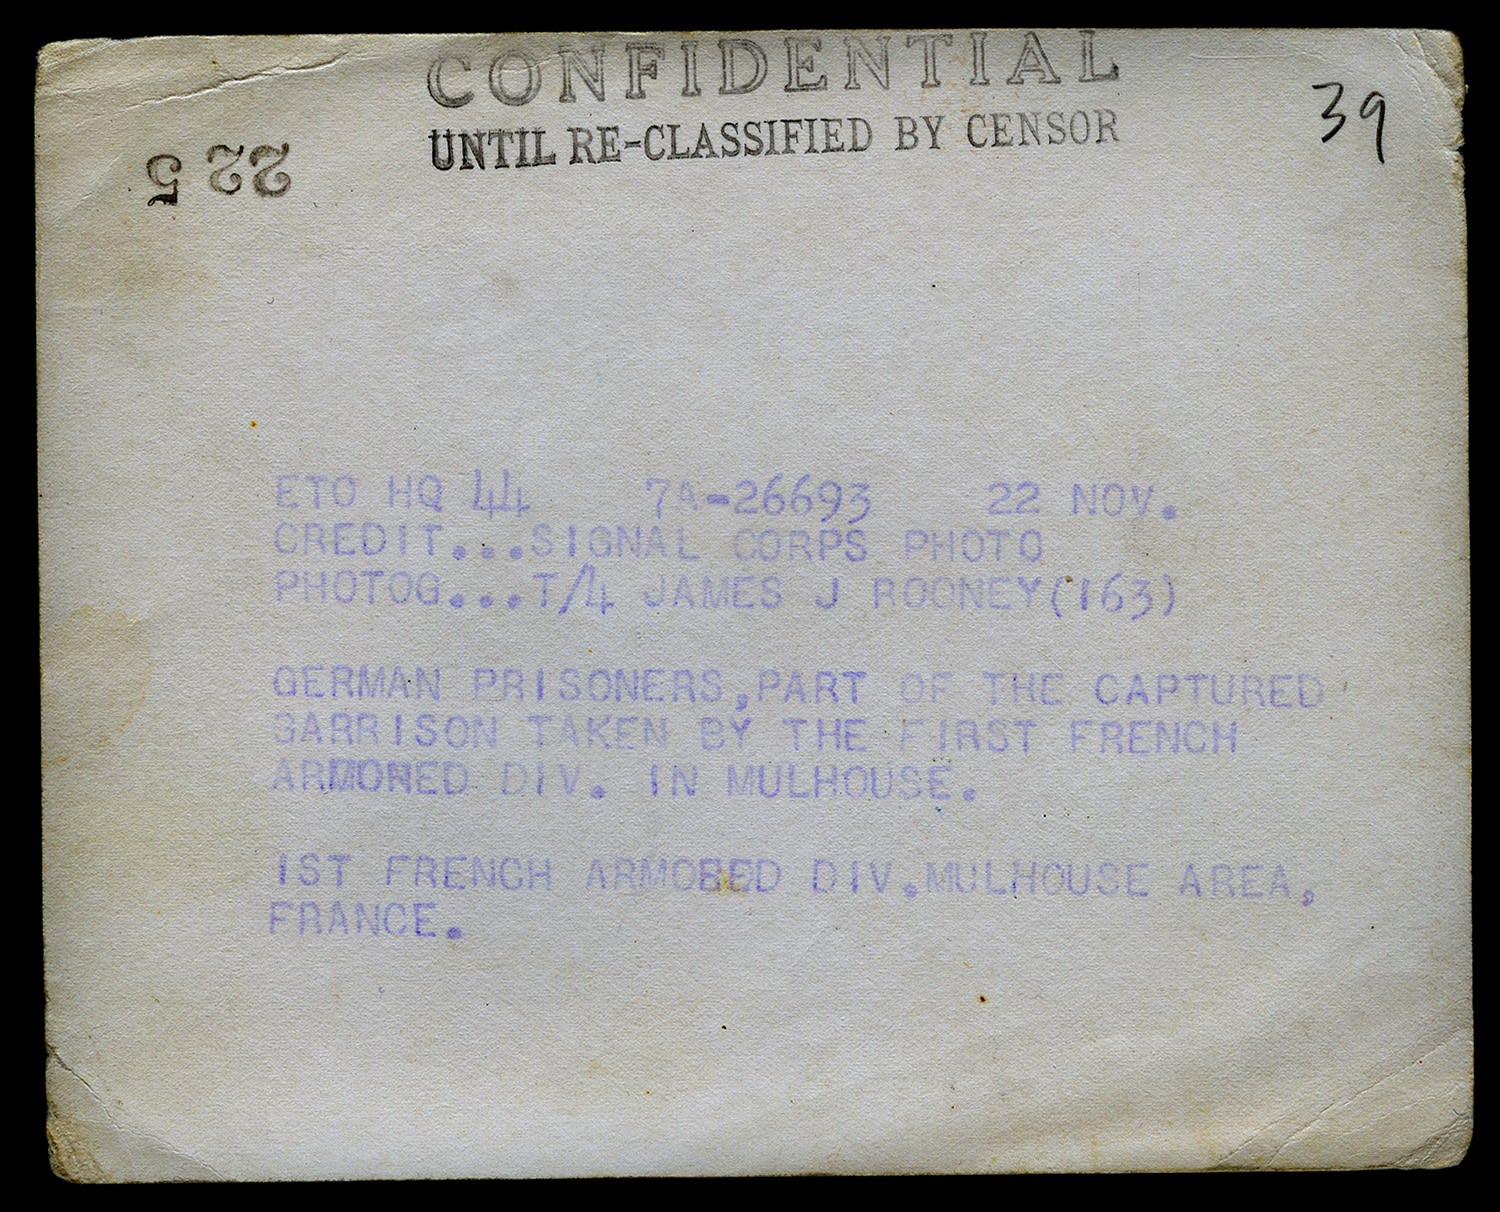 CONFIDENTIAL
UNTIL RE-CLASSIFIED BY CENSOR
39
22 5
ETO HQ 44 7A-26693 22 NOV.
CREDIT...SIGNAL CORPS PHOTO
PHOTOG...T/4 JAMES J ROONEY(163)
GERMAN PRISONERS,PART OF THE CAPTURED
GARRISON TAKEN BY THE FIRST FRENCH
ARMORED DIV. IN MULHOUSE.
1ST FRENCH ARMORED DIV.MULHOUSE AREA,
FRANCE.